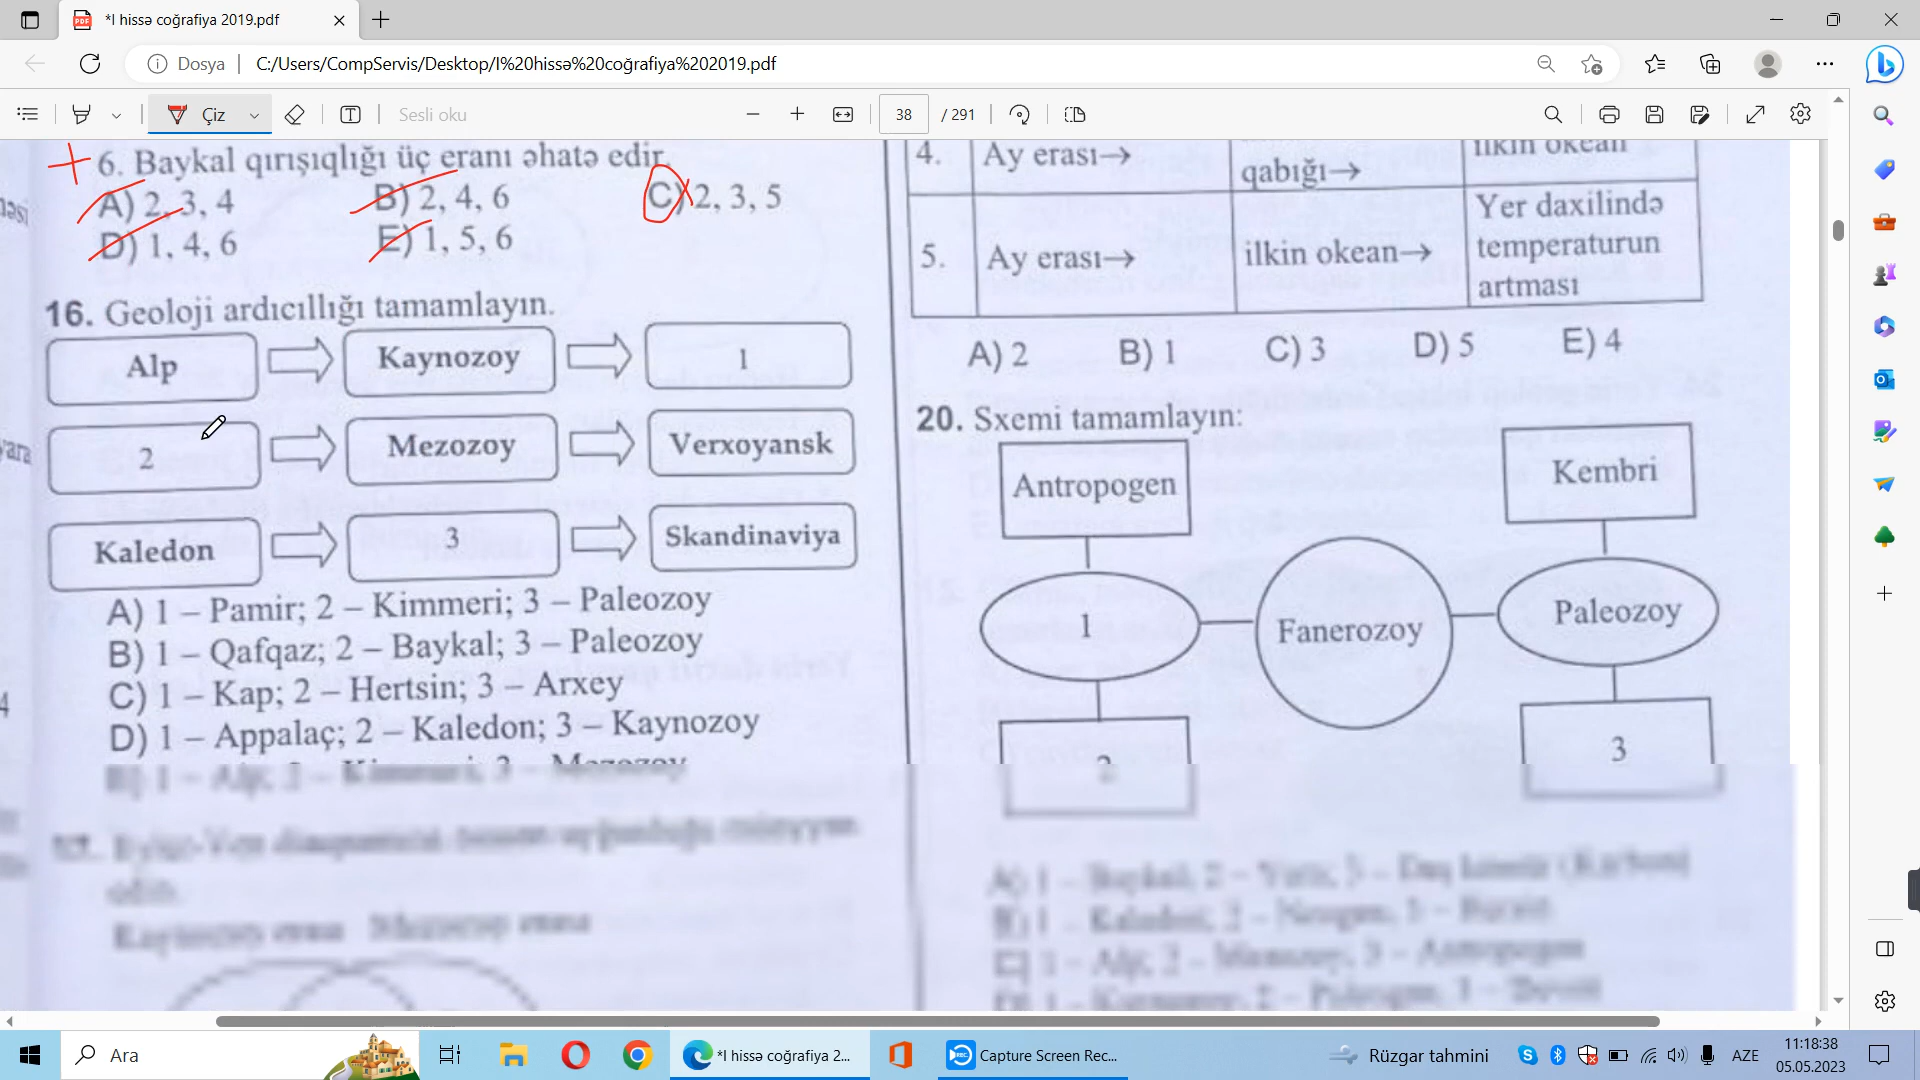 *I hissə coğrafiya 2019.pdf
Dosya
C:/Users/CompServis/Desktop/I%20hissə%20coğrafiya%202019.pdf
Çiz
Sesli oku
38 / 291
6. Baykal qırışıqlığı üç eranı əhatə edir.
A) 2, 3, 4 B) 2, 4, 6 C) 2, 3, 5
D) 1, 4, 6 E) 1, 5, 6
16. Geoloji ardıcıllığı tamamlayın.
Alp Kaynozoy 1
2 Mezozoy Verxoyansk
Kaledon 3 Skandinaviya
A) 1 – Pamir; 2 – Kimmeri; 3 – Paleozoy
B) 1 – Qafqaz; 2 – Baykal; 3 – Paleozoy
C) 1 – Kap; 2 – Hertsin; 3 – Arxey
D) 1 – Appalaç; 2 – Kaledon; 3 – Kaynozoy
4. Ay erası→ qabığı→ ilkin okean
5. Ay erası→ ilkin okean→ Yer daxilində
temperaturun
artması
A) 2 B) 1 C) 3 D) 5 E) 4
20. Sxemi tamamlayın:
Antropogen Kembri
1 Fanerozoy Paleozoy
2 3
Ara
*I hissə coğrafiya 2...
Capture Screen Rec...
Rüzgar tahmini
AZE
11:18:38
05.05.2023